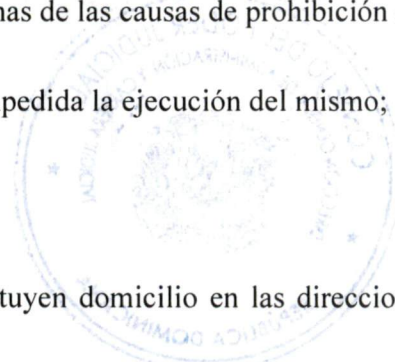 nas de las causas de prohibición
pedida la ejecución del mismo;
tuyen domicilio en las direccio